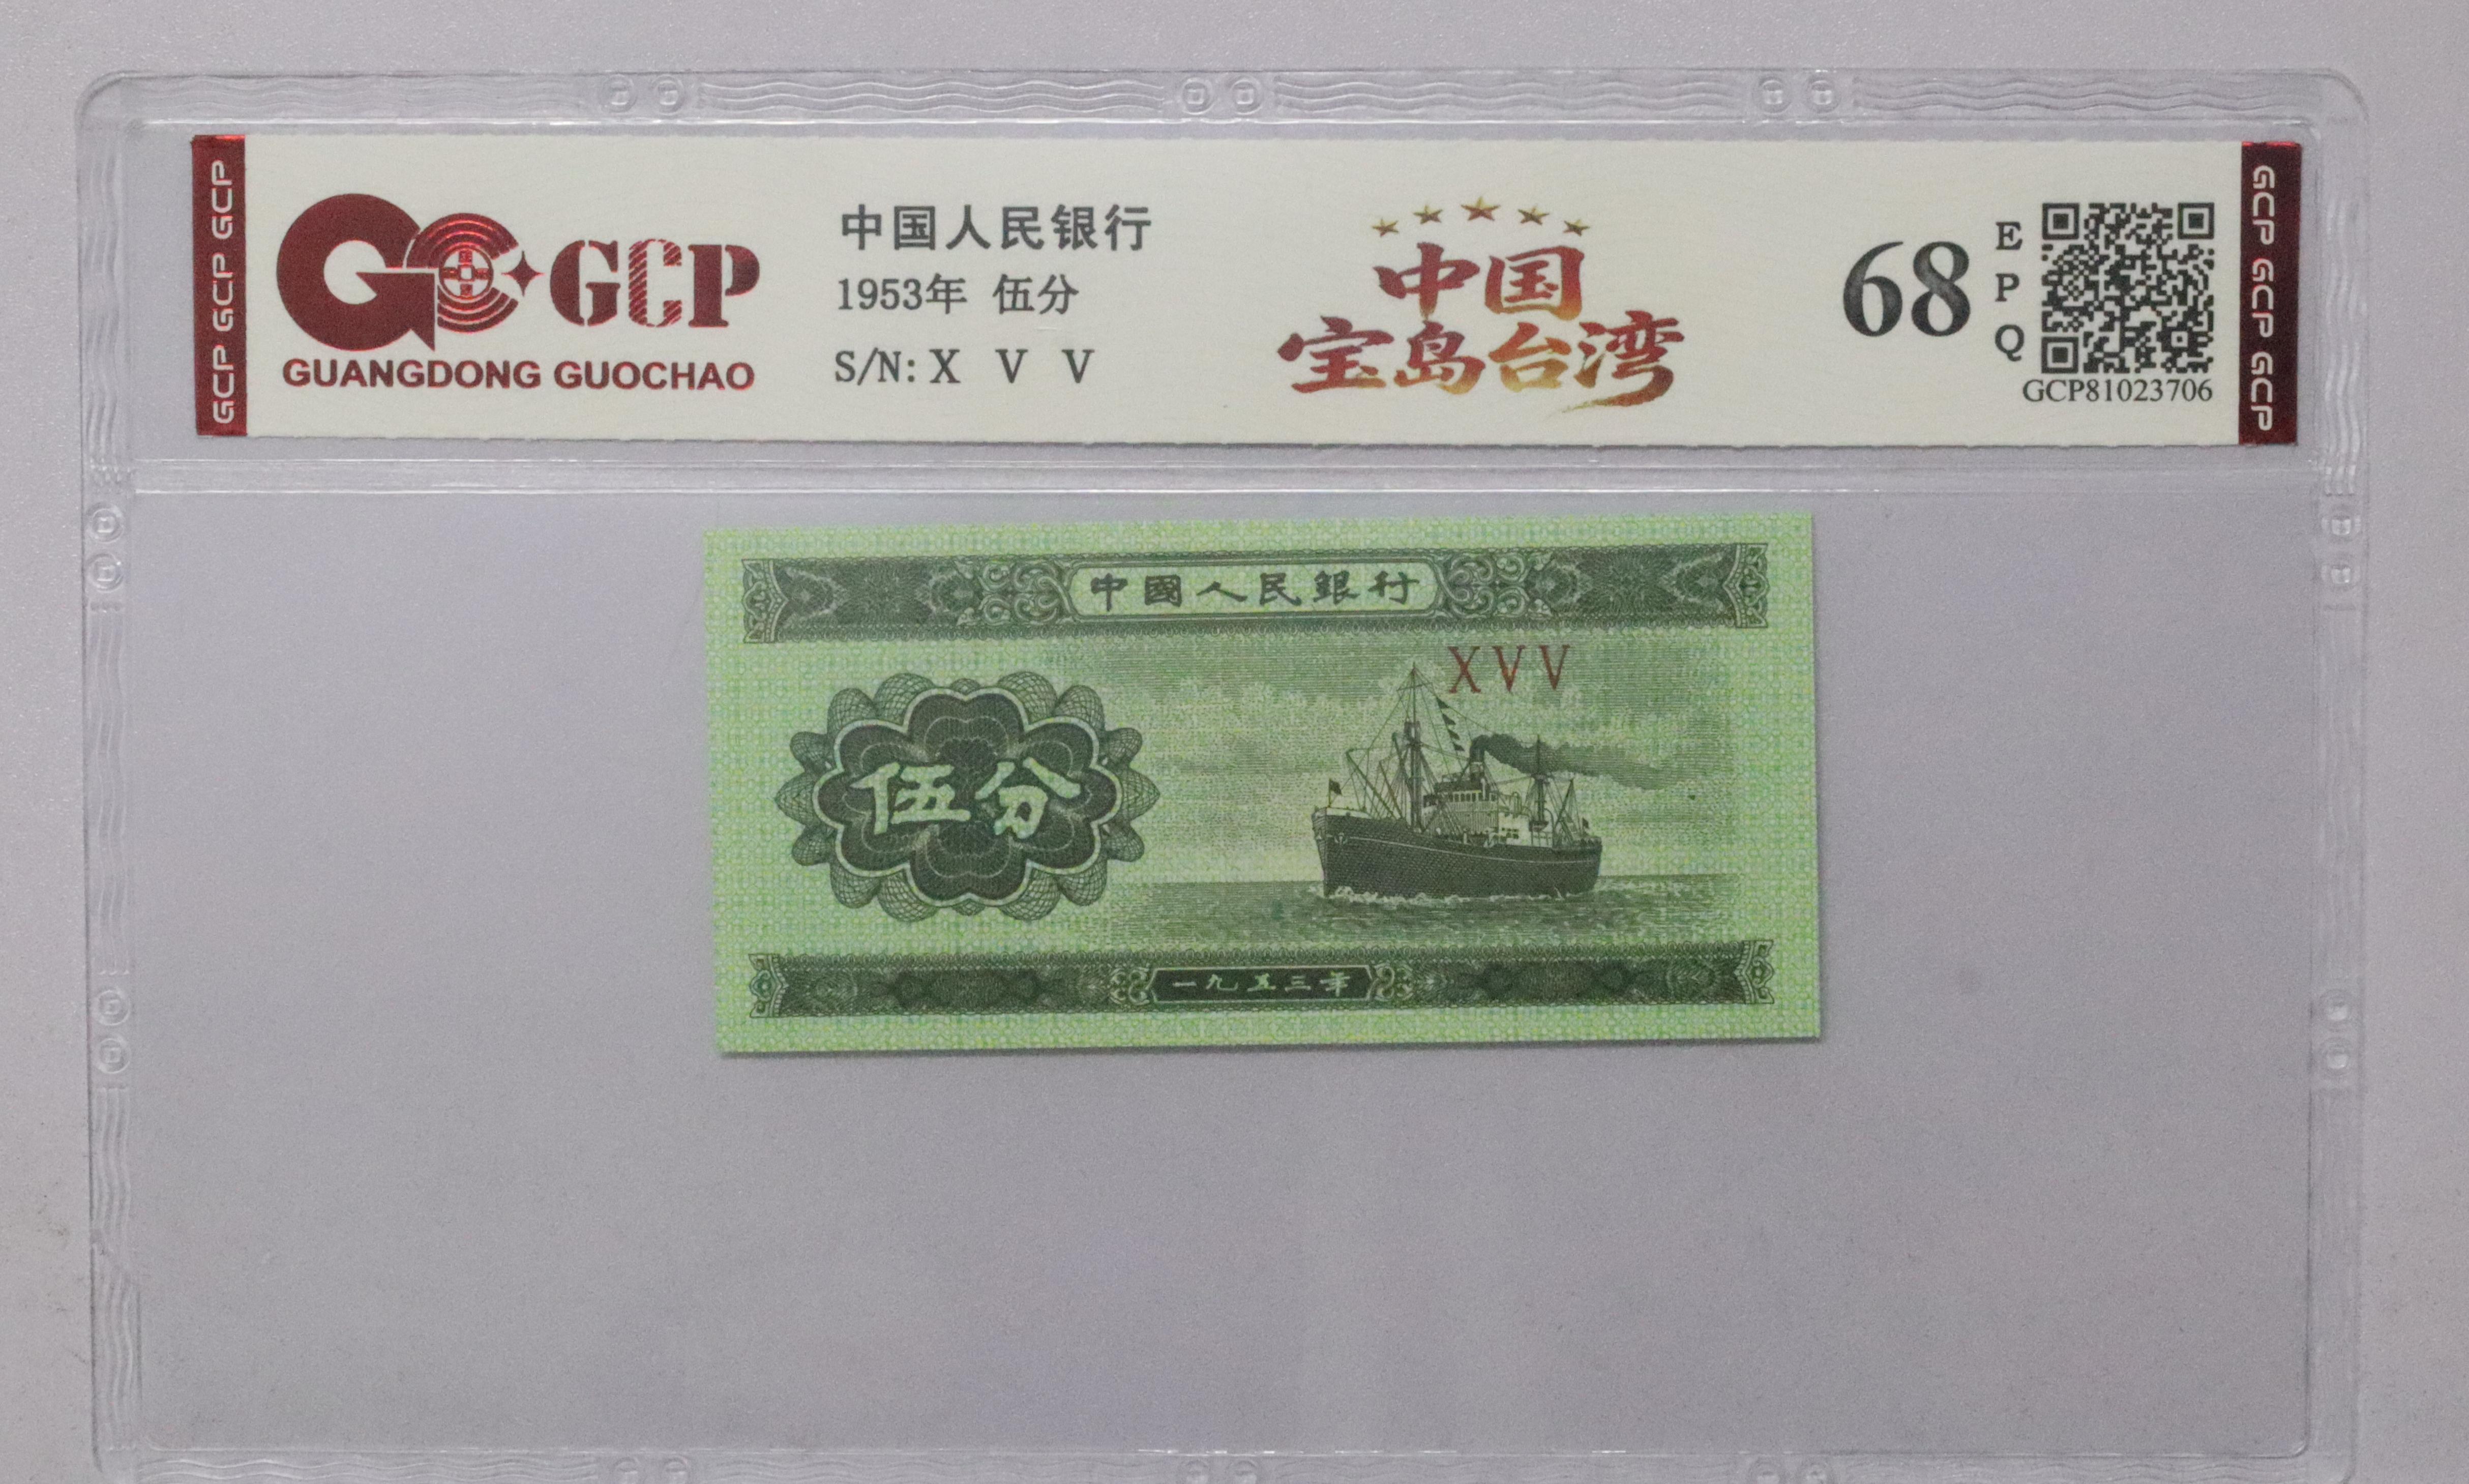 GCP GCP GCP
GCP
GUANGDONG GUOCHAO
中国人民银行
1953年 伍分
S/N: X V V
中国
宝岛台湾
68
EPQ
GCP81023706
GCP GCP GCP
中國人民銀行
XVV
伍分
一九五三年